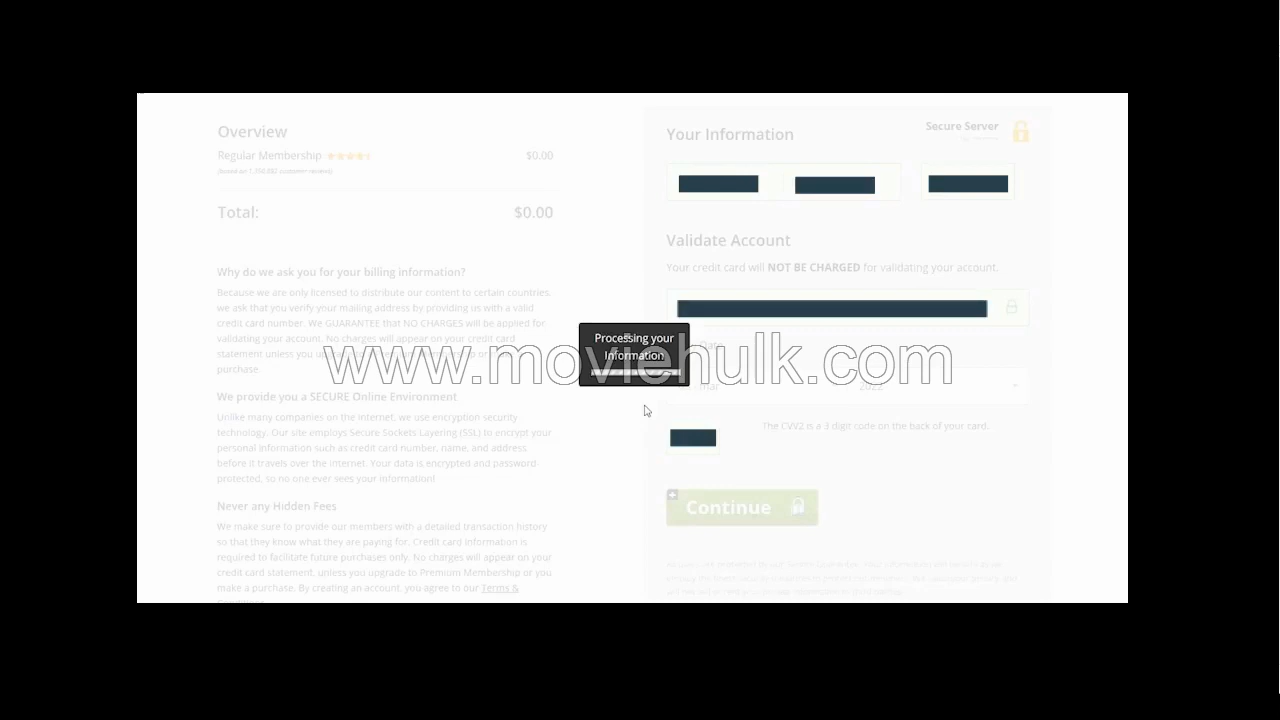 Overview
Regular Membership $0.00
Total: $0.00
Why do we ask you for your billing information?
Because we are only licensed to distribute our content to certain countries,
we ask that you verify your mailing address by providing us with a valid
credit card number. We GUARANTEE that NO CHARGES will be applied for
validating your account. No charges will appear on your credit card
statement unless you
purchase.
We provide you a SECURE Online Environment
Unlike many companies on the internet, we use encryption security
technology. Our site employs Secure Sockets Layering (SSL) to encrypt your
personal information such as credit card number, name, and address
before it travels over the internet. Your data is encrypted and password-
protected, so no one ever sees your information!
Never any Hidden Fees
We make sure to provide our members with a detailed trantaction history
so that they know what they are paying for. Credit card information is
required to facilitate future purchases only. No charges will appear on your
credit card statement, unless you upgrade to Premium Membership or you
make a purchase. By creating an account, you agree to our Terms &
Your Information
Secure Server
Validate Account
Your credit card will NOT BE CHARGED for validating your account.
Date
mar 2022
The CVV2 is a 3 digit code on the back of your card.
Continue
Processing your
Information
www.moviehulk.com